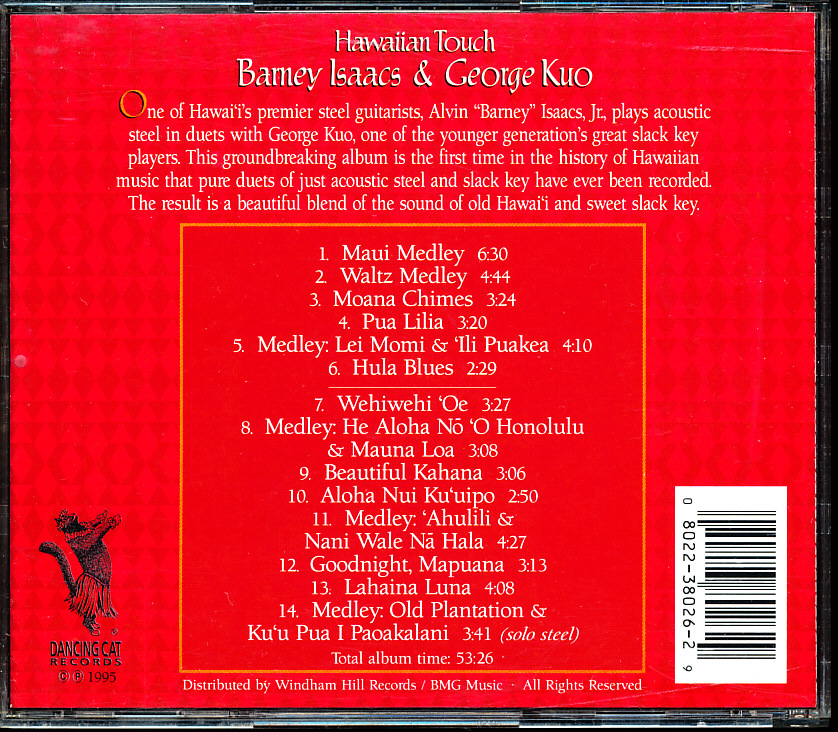 Hawaiian Touch
Barney Isaacs & George Kuo
One of Hawai‘i's premier steel guitarists, Alvin "Barney" Isaacs, Jr., plays acoustic
steel in duets with George Kuo, one of the younger generation's great slack key
players. This groundbreaking album is the first time in the history of Hawaiian
music that pure duets of just acoustic steel and slack key have ever been recorded.
The result is a beautiful blend of the sound of old Hawai‘i and sweet slack key.
1. Maui Medley 6:30
2. Waltz Medley 4:44
3. Moana Chimes 3:24
4. Pua Lilia 3:20
5. Medley: Lei Momi & ‘Ili Puakea 4:10
6. Hula Blues 2:29
7. Wehiwehi ‘Oe 3:27
8. Medley: He Aloha Nō ‘O Honolulu
& Mauna Loa 3:08
9. Beautiful Kahana 3:06
10. Aloha Nui Ku‘uipo 2:50
11. Medley: ‘Ahulili &
Nani Wale Nā Hala 4:27
12. Goodnight, Mapuana 3:13
13. Lahaina Luna 4:08
14. Medley: Old Plantation &
Ku‘u Pua I Paoakalani 3:41 (solo steel)
Total album time: 53:26
Distributed by Windham Hill Records / BMG Music · All Rights Reserved
DANCING CAT
RECORDS
©℗ 1995
0 8022-38026-2 9